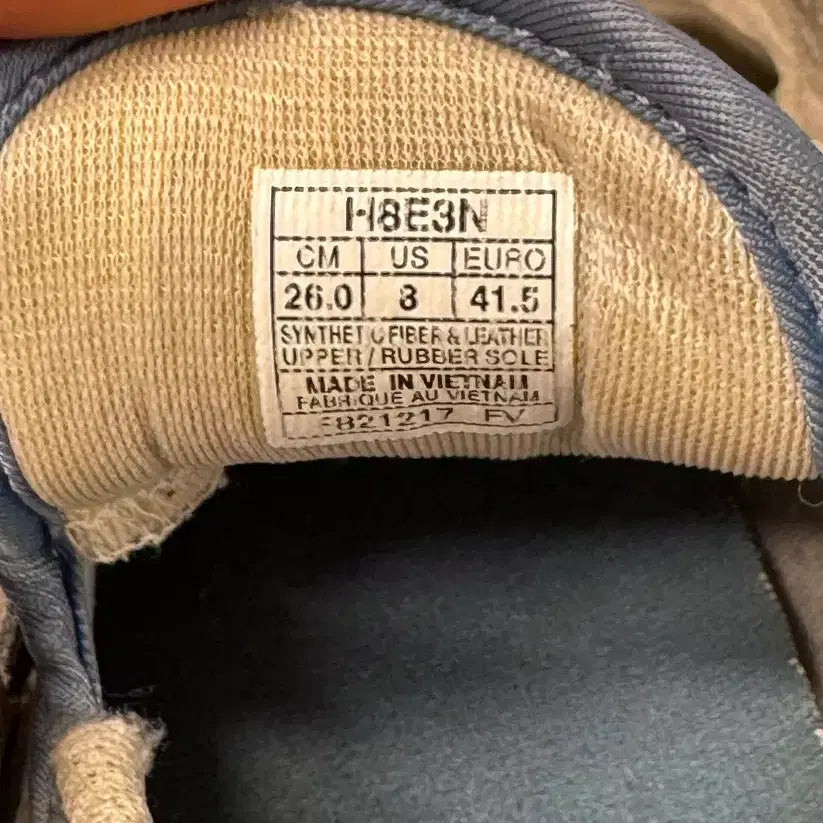 H8E3N
CM US EURO
26.0 8 41.5
SYNTHETIC FIBER & LEATHER
UPPER / RUBBER SOLE
MADE IN VIETNAM
FABRIQUE AU VIETNAM
821217 FV